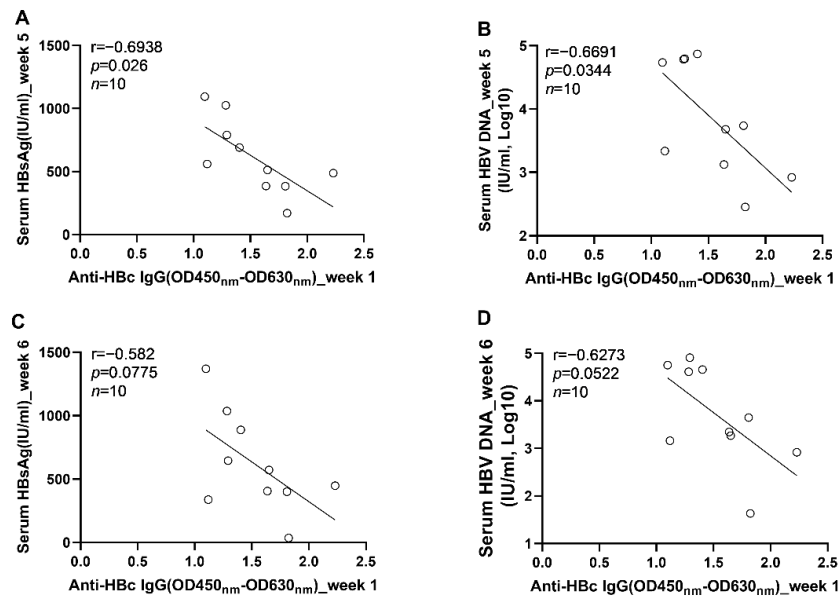 A
r=−0.6938
p=0.026
n=10
Serum HBsAg(IU/ml)_week 5
1500
1000
500
0
0.0 0.5 1.0 1.5 2.0 2.5
Anti-HBc IgG(OD450nm-OD630nm)_week 1
B
r=−0.6691
p=0.0344
n=10
Serum HBV DNA_week 5
(IU/ml, Log10)
5
4
3
2
0.0 0.5 1.0 1.5 2.0 2.5
Anti-HBc IgG(OD450nm-OD630nm)_week 1
C
r=−0.582
p=0.0775
n=10
Serum HBsAg(IU/ml)_week 6
1500
1000
500
0
0.0 0.5 1.0 1.5 2.0 2.5
Anti-HBc IgG(OD450nm-OD630nm)_week 1
D
r=−0.6273
p=0.0522
n=10
Serum HBV DNA_week 6
(IU/ml, Log10)
5
4
3
2
1
0.0 0.5 1.0 1.5 2.0 2.5
Anti-HBc IgG(OD450nm-OD630nm)_week 1